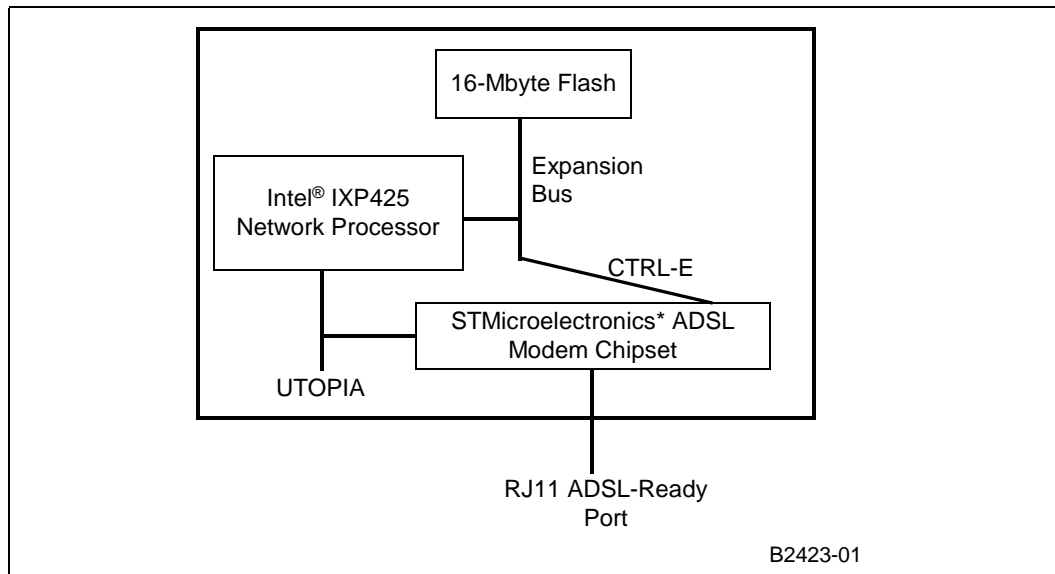 16-Mbyte Flash
Expansion
Bus
Intel® IXP425
Network Processor
CTRL-E
STMicroelectronics* ADSL
Modem Chipset
UTOPIA
RJ11 ADSL-Ready
Port
B2423-01